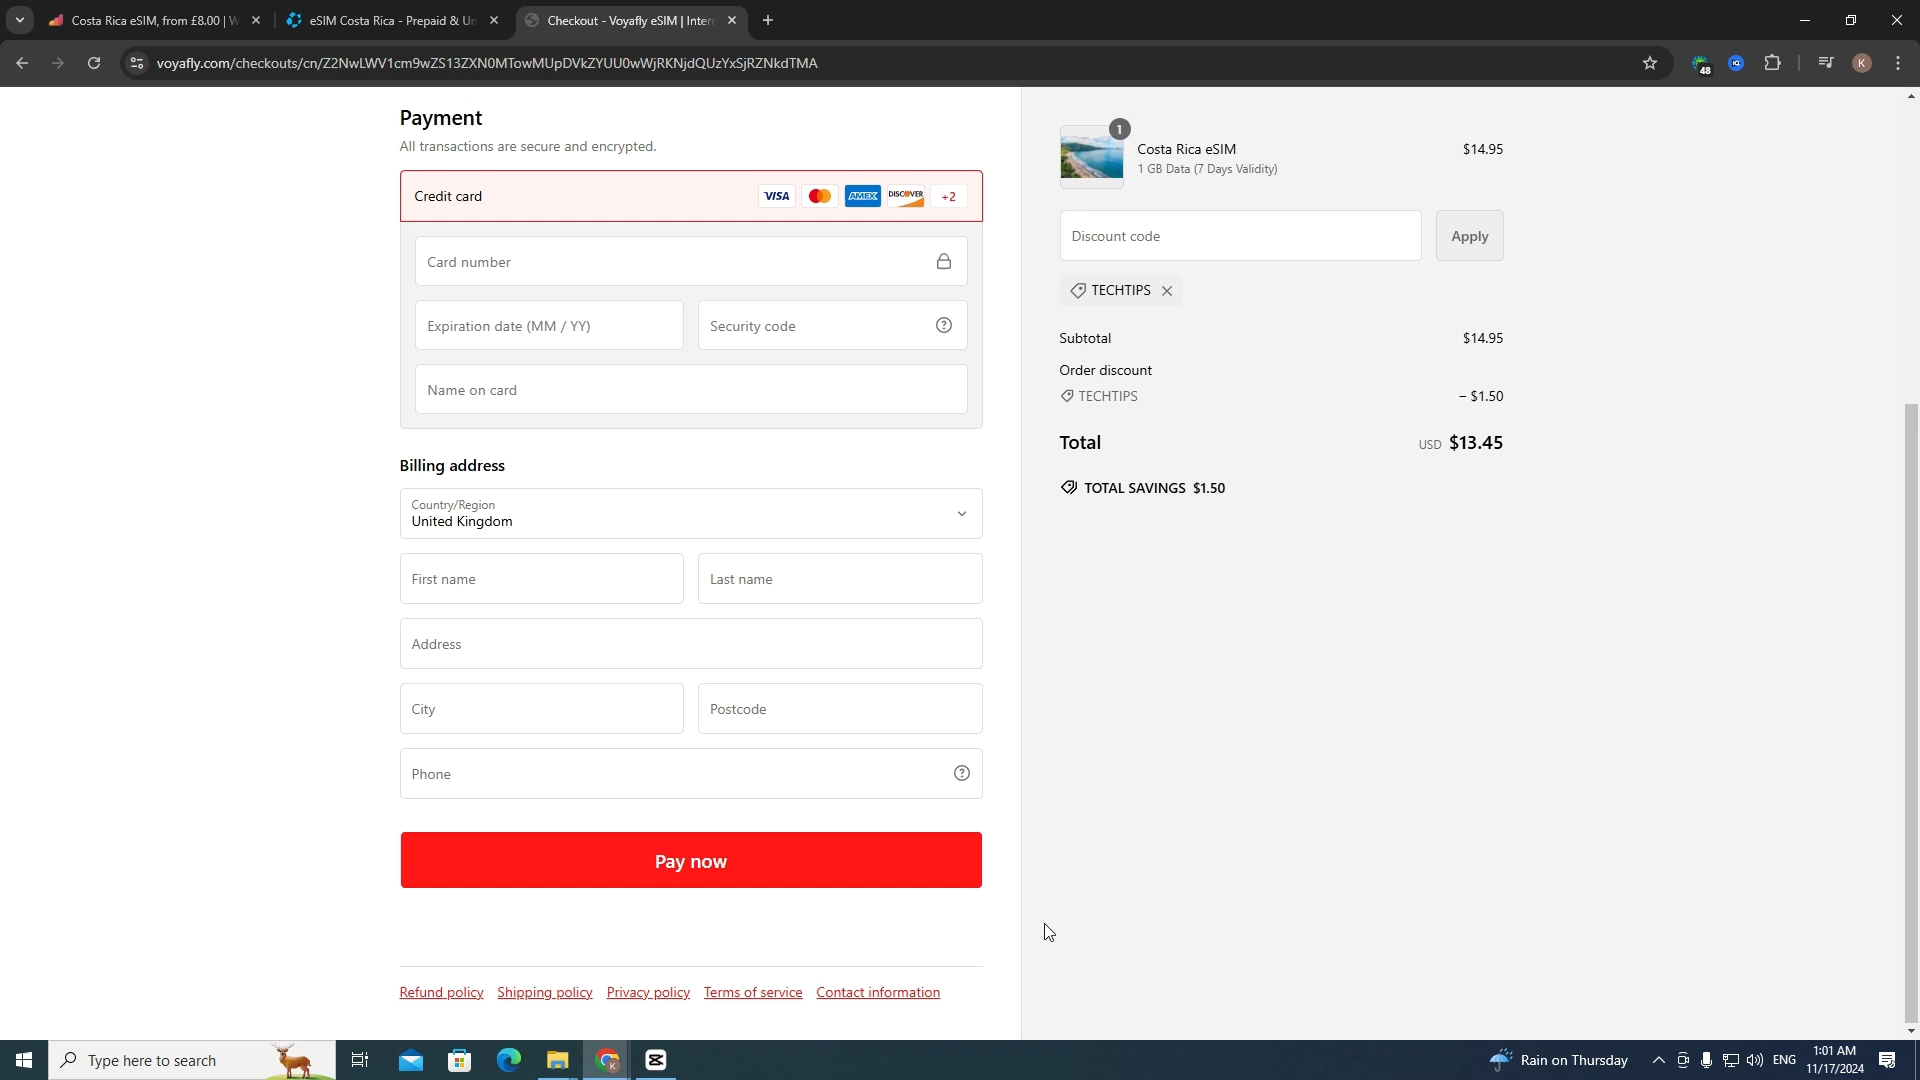 Costa Rica eSIM, from £8.00 | W
eSIM Costa Rica - Prepaid & Un
Checkout - Voyafly eSIM | Intern
voyafly.com/checkouts/cn/Z2NwLWV1cm9wZS13ZXN0MTowMUpDVkZYUU0wWjRKNjdQUzYxSjRZNkdTMA
48
K
Payment
All transactions are secure and encrypted.
Credit card
VISA
AMEX
DISCOVER
+2
Card number
Expiration date (MM / YY)
Security code
Name on card
Billing address
Country/Region
United Kingdom
First name
Last name
Address
City
Postcode
Phone
Pay now
Refund policy Shipping policy Privacy policy Terms of service Contact information
1
Costa Rica eSIM $14.95
1 GB Data (7 Days Validity)
Discount code
Apply
TECHTIPS
Subtotal $14.95
Order discount
TECHTIPS – $1.50
Total USD $13.45
TOTAL SAVINGS $1.50
Type here to search
Rain on Thursday
ENG
1:01 AM
11/17/2024